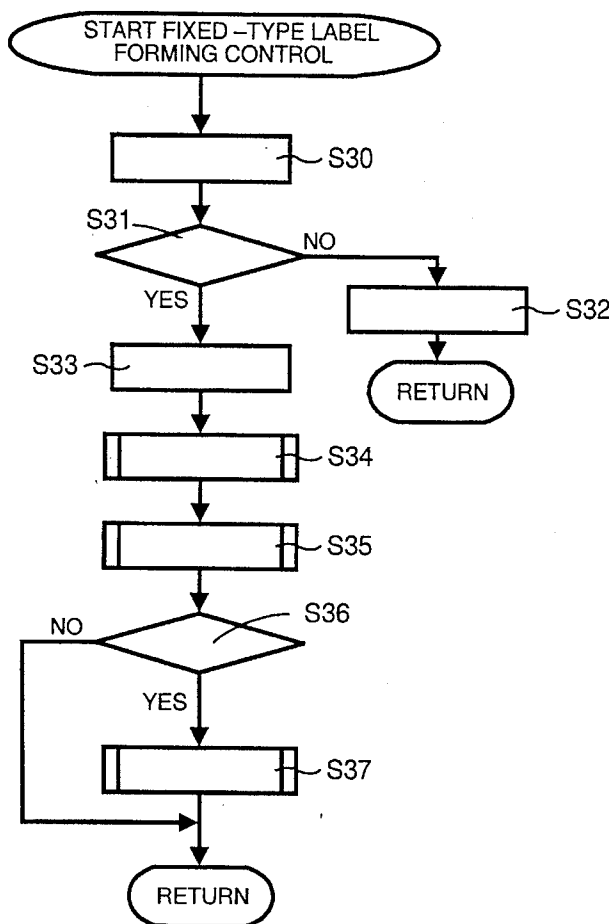 START FIXED-TYPE LABEL
FORMING CONTROL
S30
S31
NO
YES
S32
S33
RETURN
S34
S35
S36
NO
YES
S37
RETURN